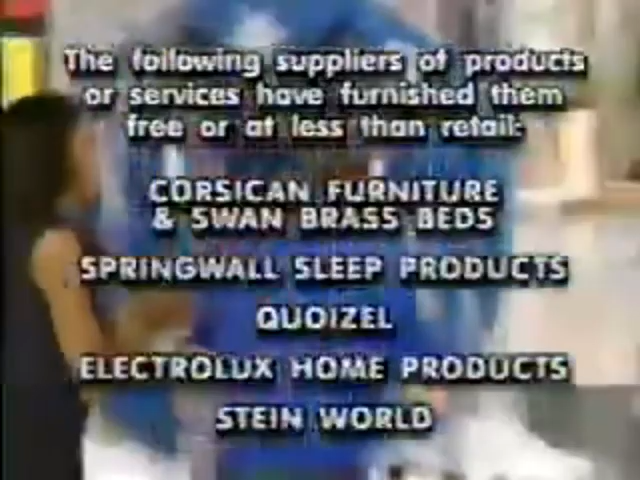 The following suppliers of products
or services have furnished them
free or at less than retail:
CORSICAN FURNITURE
& SWAN BRASS BEDS
SPRINGWALL SLEEP PRODUCTS
QUOIZEL
ELECTROLUX HOME PRODUCTS
STEIN WORLD